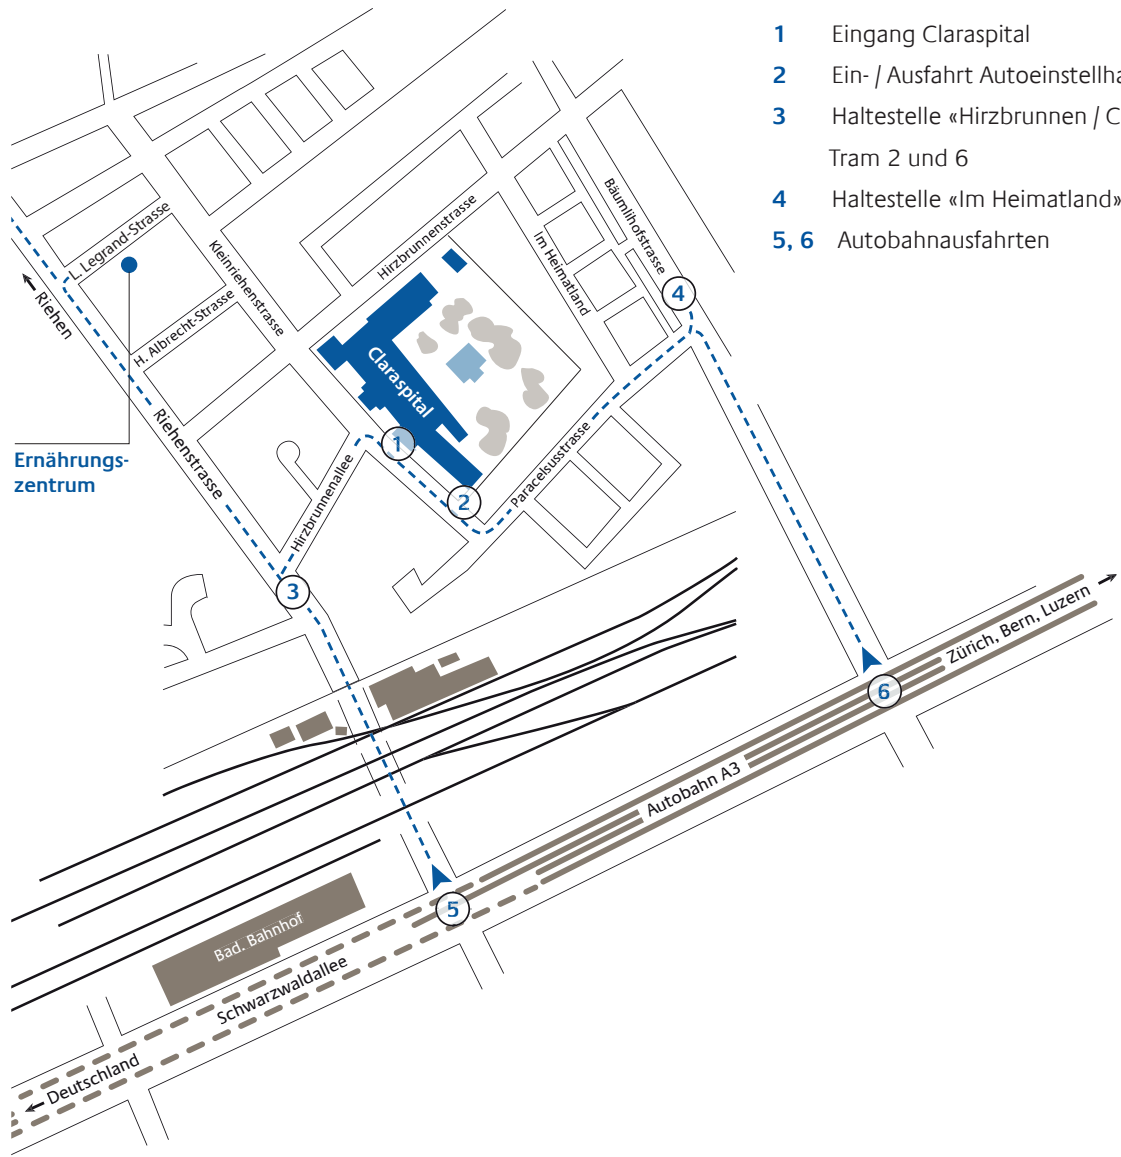 1 Eingang Claraspital
2 Ein- / Ausfahrt
3 Haltestelle «Hirzbrunnen /
Tram 2 und 6
4 Haltestelle «Im Heimatland»
5, 6 Autobahnausfahrten
L. Legrand-Strasse
Kleinriehenstrasse
Hirzbrunnenstrasse
Im Heimatland
Bäumlihofstrasse
Riehen
H. Albrecht-Strasse
4
Claraspital
Riehenstrasse
1
Ernährungs-
zentrum
Hirzbrunnenallee
2
Paracelsusstrasse
3
Zürich, Bern, Luzern
6
Autobahn A3
5
Bad. Bahnhof
Schwarzwaldallee
Deutschland